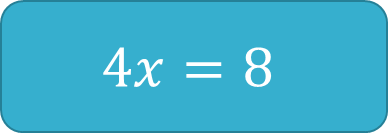 4x = 8